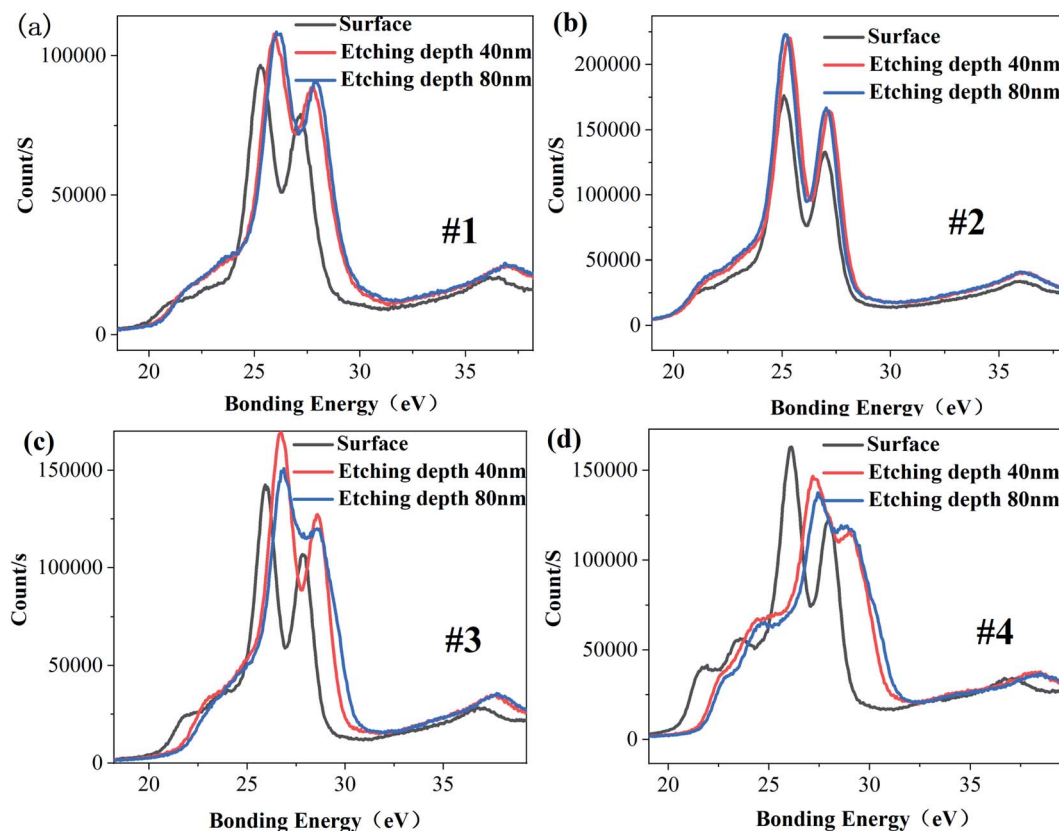 (a)
Surface
Etching depth 40nm
Etching depth 80nm
100000
50000
0
Count/S
#1
20 25 30 35
Bonding Energy（eV）
(b)
Surface
Etching depth 40nm
Etching depth 80nm
200000
150000
100000
50000
0
Count/S
#2
20 25 30 35
Bonding Energy（eV）
(c)
Surface
Etching depth 40nm
Etching depth 80nm
150000
100000
50000
0
Count/s
#3
20 25 30 35
Bonding Energy（eV）
(d)
Surface
Etching depth 40nm
Etching depth 80nm
150000
100000
50000
0
Count/S
#4
20 25 30 35
Bonding Energy（eV）